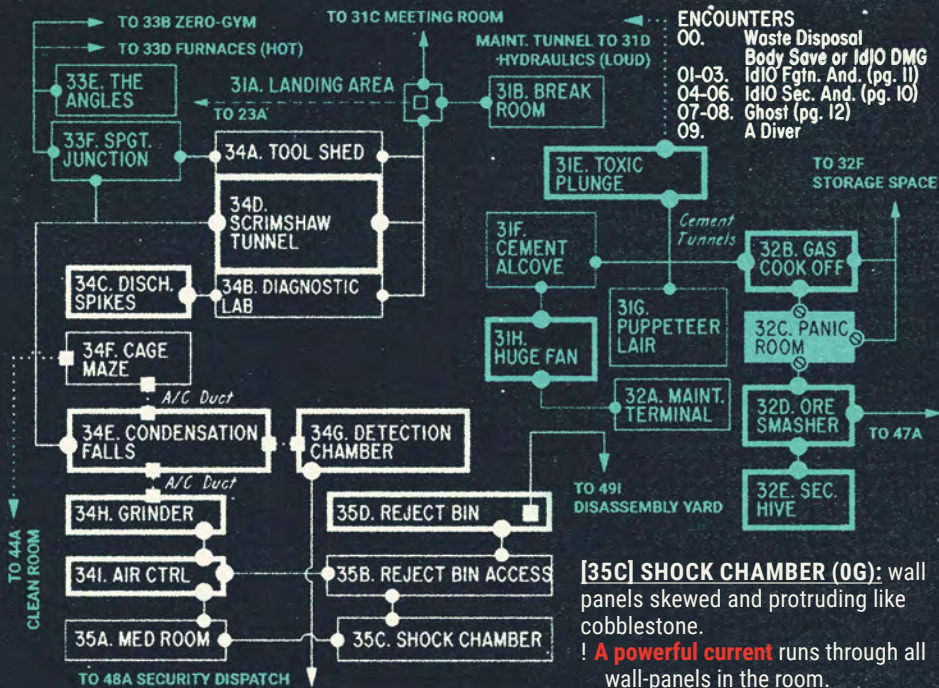 TO 33B ZERO-GYM
TO 33D FURNACES (HOT)
33E. THE
ANGLES
33F. SPGT.
JUNCTION
TO 31C MEETING ROOM
31A. LANDING AREA
TO 23A
MAINT. TUNNEL TO 31D
HYDRAULICS (LOUD)
31B. BREAK
ROOM
ENCOUNTERS
00. Waste Disposal
Body Save or 1d10 DMG
01-03. 1d10 Fgtn. And. (pg. 11)
04-06. 1d10 Sec. And. (pg. 10)
07-08. Ghost (pg. 12)
09. A Diver
34A. TOOL SHED
34D.
SCRIMSHAW
TUNNEL
34C. DISCH.
SPIKES
34B. DIAGNOSTIC
LAB
31E. TOXIC
PLUNGE
Cement
Tunnels
TO 32F
STORAGE SPACE
31F.
CEMENT
ALCOVE
32B. GAS
COOK OFF
31G.
PUPPETEER
LAIR
31H.
HUGE FAN
32C. PANIC
ROOM
32A. MAINT.
TERMINAL
32D. ORE
SMASHER
TO 47A
32E. SEC.
HIVE
34F. CAGE
MAZE
A/C Duct
34E. CONDENSATION
FALLS
34G. DETECTION
CHAMBER
A/C Duct
34H. GRINDER
35D. REJECT BIN
TO 49I
DISASSEMBLY YARD
TO 44A
CLEAN ROOM
34I. AIR CTRL
35B. REJECT BIN ACCESS
35A. MED ROOM
35C. SHOCK CHAMBER
TO 48A SECURITY DISPATCH
[35C] SHOCK CHAMBER (0G): wall
panels skewed and protruding like
cobblestone.
! A powerful current runs through all
wall-panels in the room.